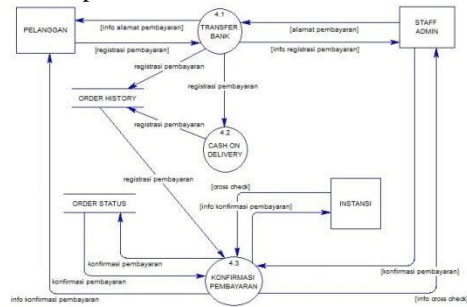 4.1
PELANGGAN
[info alamat pembayaran]
TRANSFER
BANK
[alamat pembayaran]
STAFF
ADMIN
[registrasi pembayaran]
[info registrasi pembayaran]
registrasi pembayaran
registrasi pembayaran
ORDER HISTORY
registrasi pembayaran
4.2
CASH ON
DELIVERY
registrasi pembayaran
[cross check]
ORDER STATUS
[info konfirmasi pembayaran]
INSTANSI
konfirmasi pembayaran
4.3
[konfirmasi pembayaran]
konfirmasi pembayaran
KONFIRMASI
PEMBAYARAN
info konfirmasi pembayaran
[info cross check]